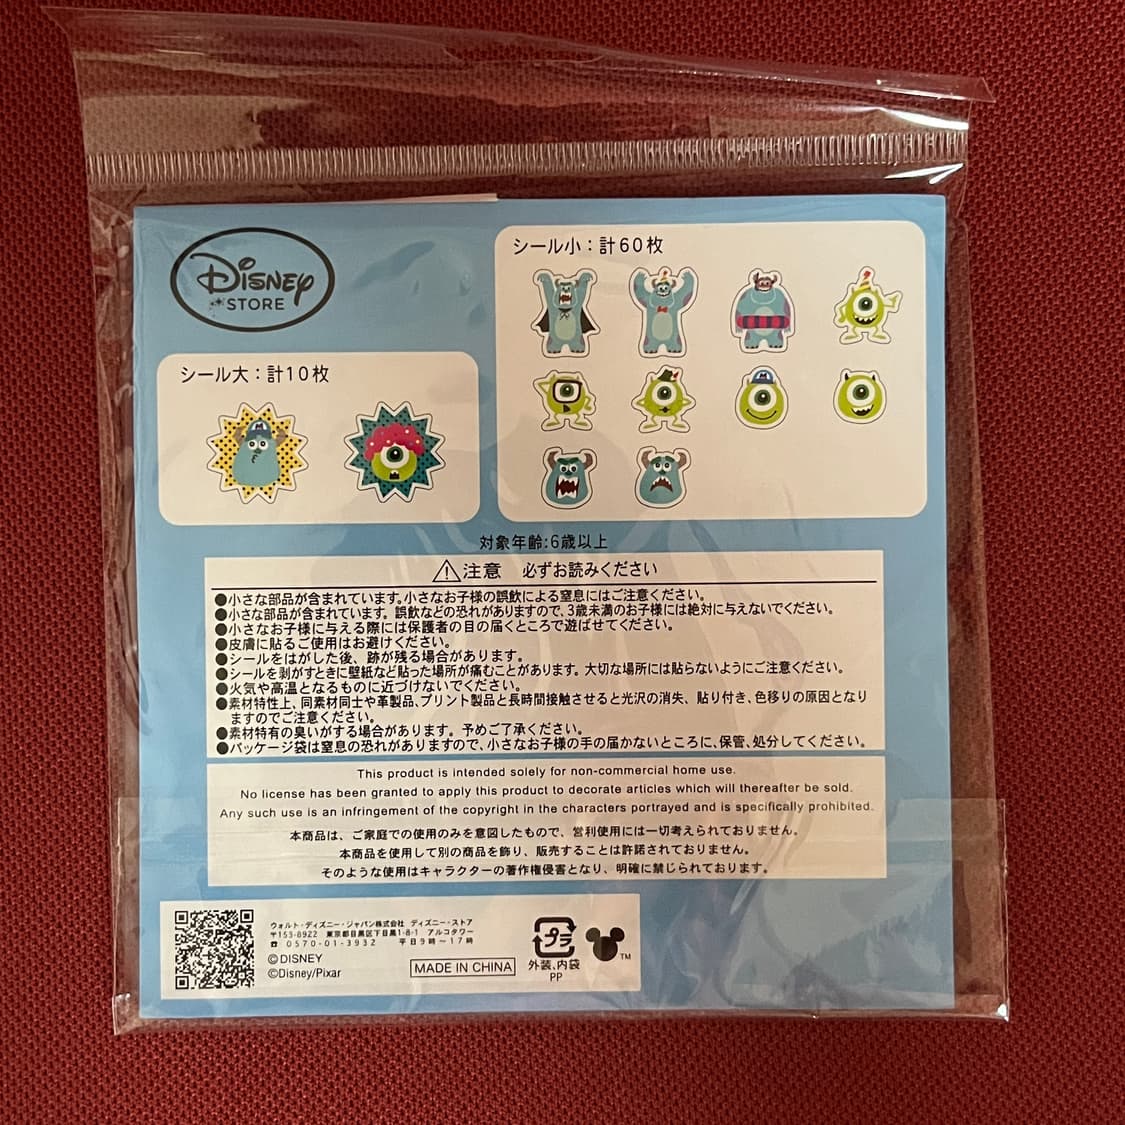 Disney
STORE
シール大：計10枚
シール小：計60枚
対象年齢:6歳以上
注意 必ずお読みください
●小さな部品が含まれています。小さなお子様の誤飲による窒息にはご注意ください。
●小さな部品が含まれています。誤飲などの恐れがありますので、3歳未満のお子様には絶対に与えないでください。
●小さなお子様に与える際には保護者の目の届くところで遊ばせてください。
●皮膚に貼るご使用はお避けください。
●シールをはがした後、跡が残る場合があります。
●シールを剥がすときに壁紙など貼った場所が痛むことがあります。大切な場所には貼らないようにご注意ください。
●火気や高温となるものに近づけないでください。
●素材特性上、同素材同士や革製品、プリント製品と長時間接触させると光沢の消失、貼り付き、色移りの原因となり
ますのでご注意ください。
●素材特有の臭いがする場合があります。予めご了承ください。
●パッケージ袋は窒息の恐れがありますので、小さなお子様の手の届かないところに、保管、処分してください。
This product is intended solely for non-commercial home use.
No license has been granted to apply this product to decorate articles which will thereafter be sold.
Any such use is an infringement of the copyright in the characters portrayed and is specifically prohibited.
本商品は、ご家庭での使用のみを意図したもので、営利使用には一切考えられておりません。
本商品を使用して別の商品を飾り、販売することは許諾されておりません。
そのような使用はキャラクターの著作権侵害となり、明確に禁じられております。
ウォルト・ディズニー・ジャパン株式会社 ディズニー・ストア
〒153-8922 東京都目黒区下目黒1-8-1 アルコタワー
☎ 0570-01-3932 平日9時～17時
©DISNEY
©Disney/Pixar
MADE IN CHINA
プラ
外装、内袋
PP
TM